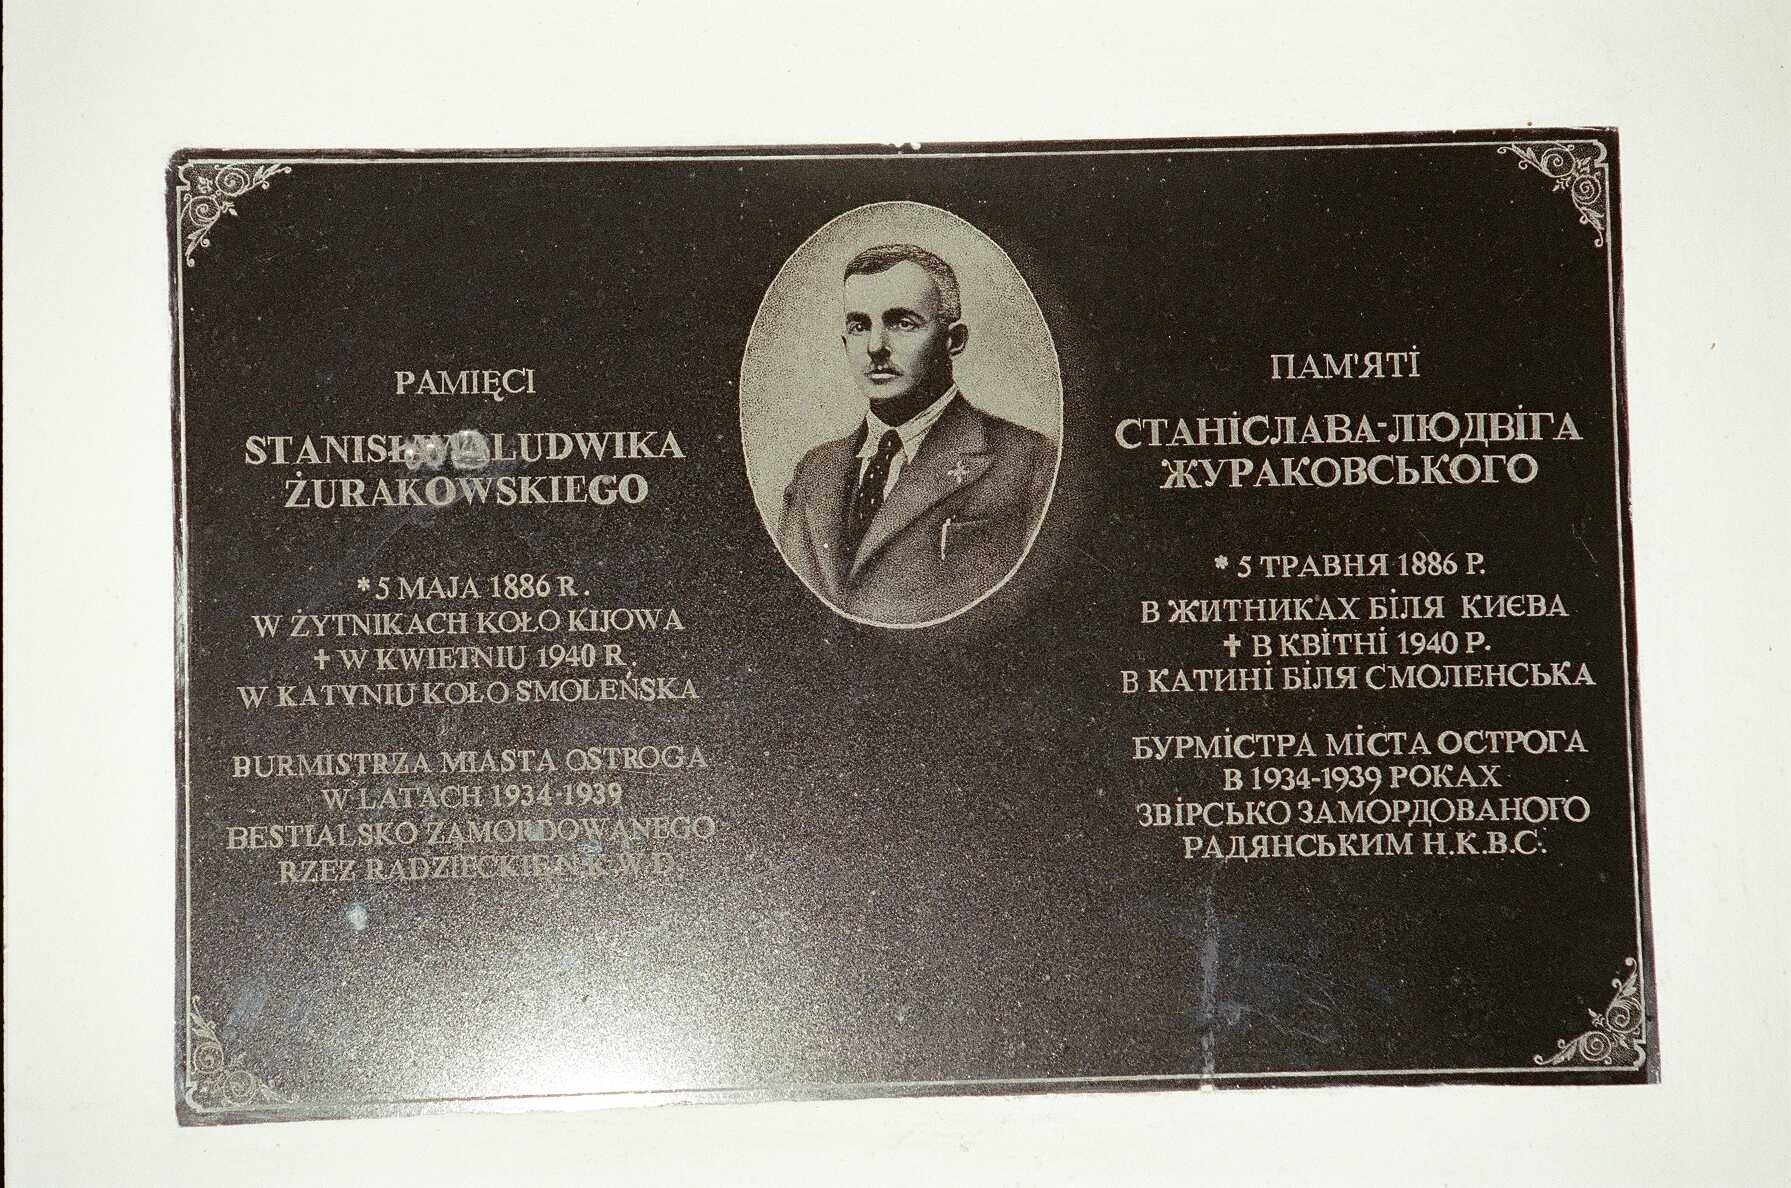 PAMIĘCI
STANISŁAWA LUDWIKA
ŻURAKOWSKIEGO
*5 MAJA 1886 R.
W ŻYTNIKACH KOŁO KIJOWA
✝ W KWIETNIU 1940 R.
W KATYNIU KOŁO SMOLEŃSKA
BURMISTRZA MIASTA OSTROGA
W LATACH 1934-1939
BESTIALSKO ZAMORDOWANEGO
RZEZ RADZIECKIE N.K.W.D.
ПАМ'ЯТІ
СТАНІСЛАВА-ЛЮДВІГА
ЖУРАКОВСЬКОГО
* 5 ТРАВНЯ 1886 Р.
В ЖИТНИКАХ БІЛЯ КИЄВА
✝ В КВІТНІ 1940 Р.
В КАТИНІ БІЛЯ СМОЛЕНСЬКА
БУРМІСТРА МІСТА ОСТРОГА
В 1934-1939 РОКАХ
ЗВІРСЬКО ЗАМОРДОВАНОГО
РАДЯНСЬКИМ Н.К.В.С.